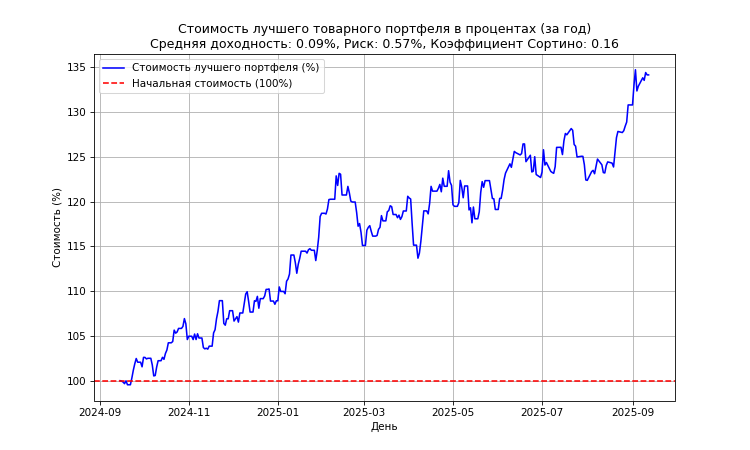 Стоимость лучшего товарного портфеля в процентах (за год)
Средняя доходность: 0.09%, Риск: 0.57%, Коэффициент Сортино: 0.16
Стоимость лучшего портфеля (%)
Начальная стоимость (100%)
Стоимость (%)
135
130
125
120
115
110
105
100
2024-09
2024-11
2025-01
2025-03
2025-05
2025-07
2025-09
День